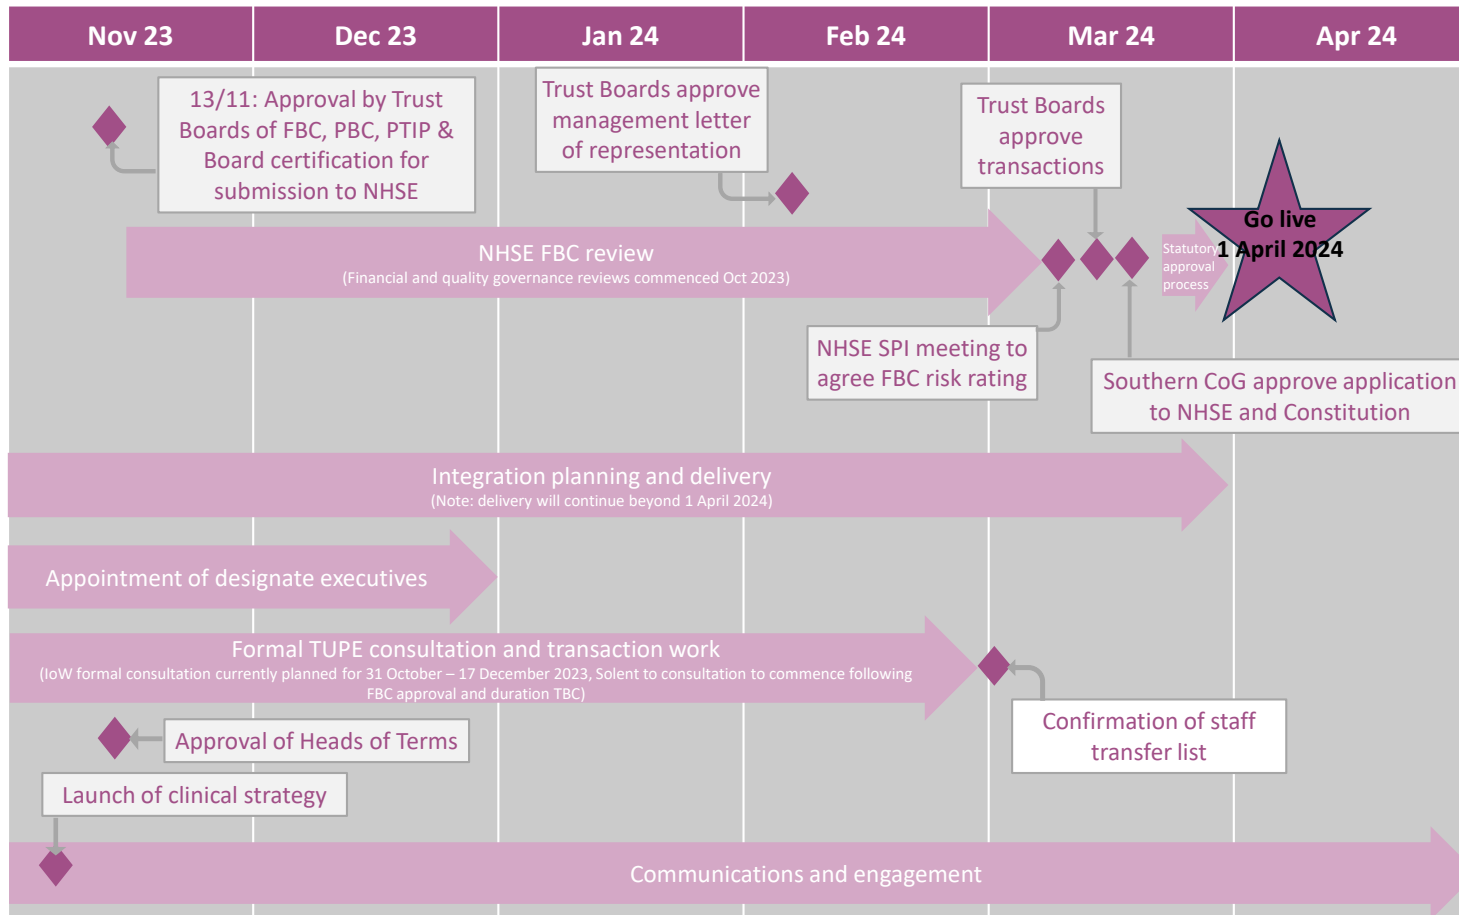 Nov 23
Dec 23
Jan 24
Feb 24
Mar 24
Apr 24
13/11: Approval by Trust
Boards of FBC, PBC, PTIP &
Board certification for
submission to NHSE
Trust Boards approve
management letter
of representation
Trust Boards
approve
transactions
NHSE FBC review
(Financial and quality governance reviews commenced Oct 2023)
Statutory
approval
process
Go live
1 April 2024
NHSE SPI meeting to
agree FBC risk rating
Southern CoG approve application
to NHSE and Constitution
Integration planning and delivery
(Note: delivery will continue beyond 1 April 2024)
Appointment of designate executives
Formal TUPE consultation and transaction work
(IoW formal consultation currently planned for 31 October – 17 December 2023, Solent to consultation to commence following
FBC approval and duration TBC)
Confirmation of staff
transfer list
Approval of Heads of Terms
Launch of clinical strategy
Communications and engagement